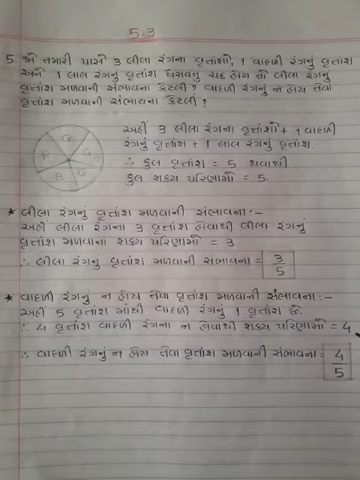 5.3
5. જો તમારી પાસે 3 લીલા રંગના વૃત્તાંશો, 1 વાદળી રંગનું વૃત્તાંશ
અને 1 લાલ રંગનું વૃત્તાંશ ધરાવતું ચક્ર હોય તો લીલા રંગનું
વૃત્તાંશ મળવાની સંભાવના કેટલી? વાદળી રંગનું ન હોય તેવા
વૃત્તાંશ મળવાની સંભાવના કેટલી?
અહીં 3 લીલા રંગના વૃત્તાંશો + 1 વાદળી
રંગનું વૃત્તાંશ + 1 લાલ રંગનું વૃત્તાંશ
∴ કુલ વૃત્તાંશ = 5 થવાથી
કુલ શક્ય પરિણામો = 5.
G
G
G
B
R
★ લીલા રંગનું વૃત્તાંશ મળવાની સંભાવના:-
અહીં લીલા રંગના 3 વૃત્તાંશ હોવાથી લીલા રંગનું
વૃત્તાંશ મળવાના શક્ય પરિણામો = 3
∴ લીલા રંગનું વૃત્તાંશ મળવાની સંભાવના = 3/5
★ વાદળી રંગનું ન હોય તેવા વૃત્તાંશ મળવાની સંભાવના:-
અહીં 5 વૃત્તાંશ માંથી વાદળી રંગનું 1 વૃત્તાંશ છે.
∴ 4 વૃત્તાંશ વાદળી રંગના ન હોવાથી શક્ય પરિણામો = 4
∴ વાદળી રંગનું ન હોય તેવા વૃત્તાંશ મળવાની સંભાવના = 4/5